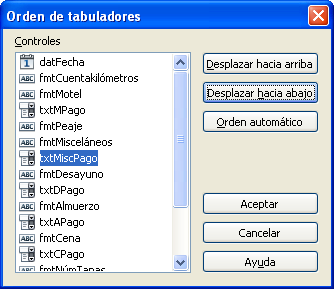 Orden de tabuladores
Controles
datFecha
fmtCuentakilómetros
fmtMotel
txtMPago
fmtPeaje
fmtMisceláneos
txtMiscPago
fmtDesayuno
txtDPago
fmtAlmuerzo
txtAPago
fmtCena
txtCPago
fmtNúmTapas
Desplazar hacia arriba
Desplazar hacia abajo
Orden automático
Aceptar
Cancelar
Ayuda